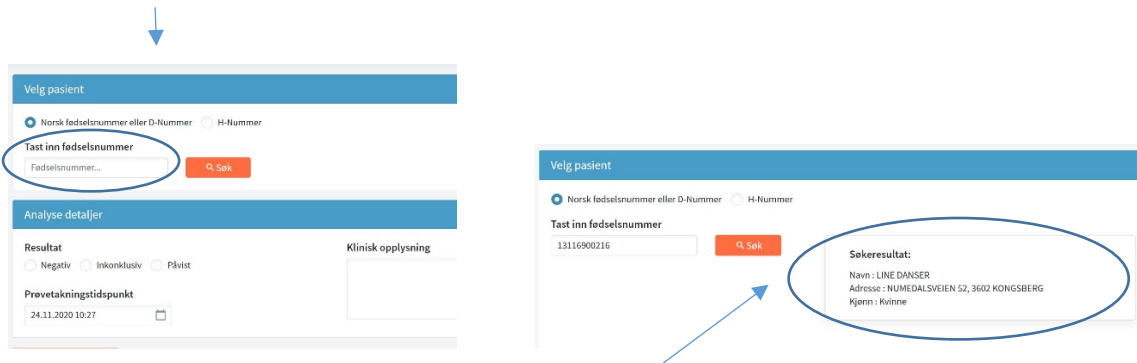 Velg pasient
Norsk fødselsnummer eller D-Nummer H-Nummer
Tast inn fødselsnummer
Fødselsnummer... Søk
Analyse detaljer
Resultat
Negativ Inkonklusiv Påvist
Prøvetakningstidspunkt
24.11.2020 10:27
Klinisk opplysning
Velg pasient
Norsk fødselsnummer eller D-Nummer H-Nummer
Tast inn fødselsnummer
13116900216 Søk
Søkeresultat:
Navn : LINE DANSER
Adresse : NUMEDALSVEIEN 52, 3602 KONGSBERG
Kjønn : Kvinne